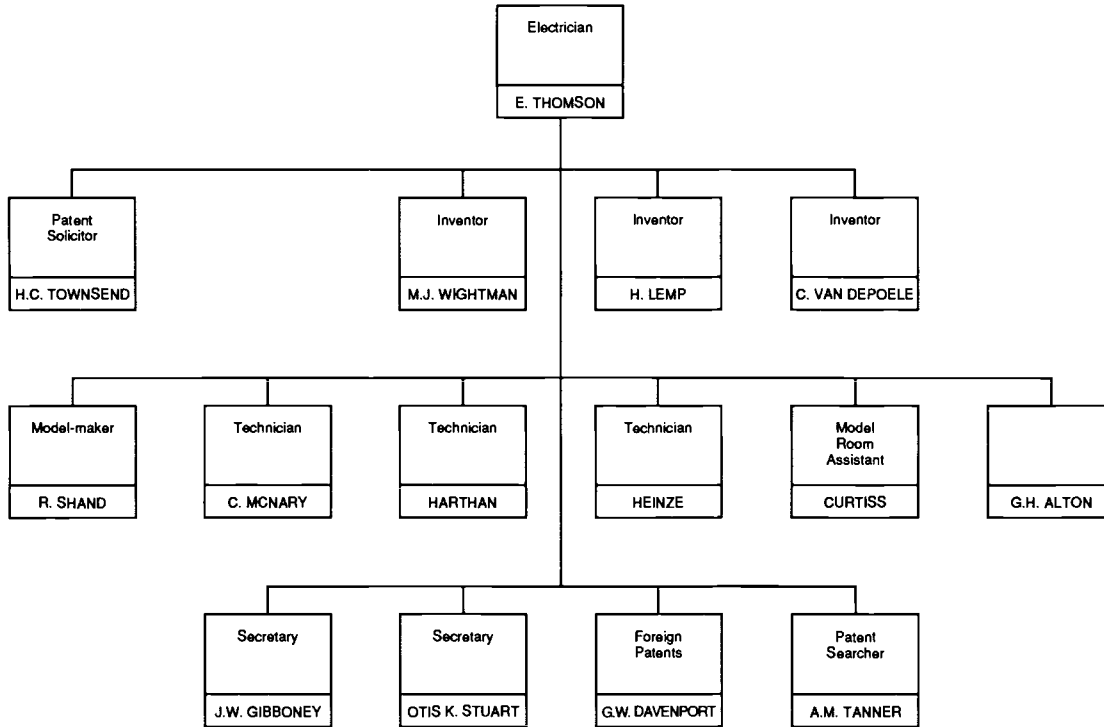 Electrician
E. THOMSON
Patent
Solicitor
H.C. TOWNSEND
Inventor
M.J. WIGHTMAN
Inventor
H. LEMP
Inventor
C. VAN DEPOELE
Model-maker
R. SHAND
Technician
C. MCNARY
Technician
HARTHAN
Technician
HEINZE
Model
Room
Assistant
CURTISS
G.H. ALTON
Secretary
J.W. GIBBONEY
Secretary
OTIS K. STUART
Foreign
Patents
G.W. DAVENPORT
Patent
Searcher
A.M. TANNER